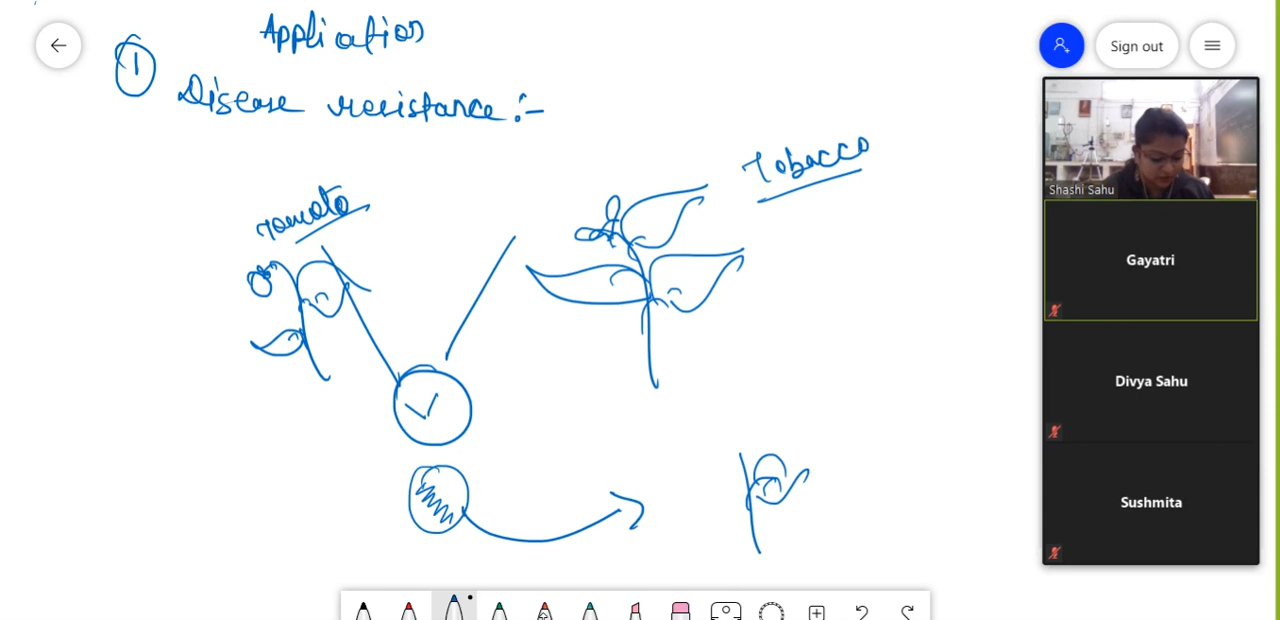 Application
1
Disease resistance :-
Tomato
Tobacco
Sign out
Shashi Sahu
Gayatri
Divya Sahu
Sushmita